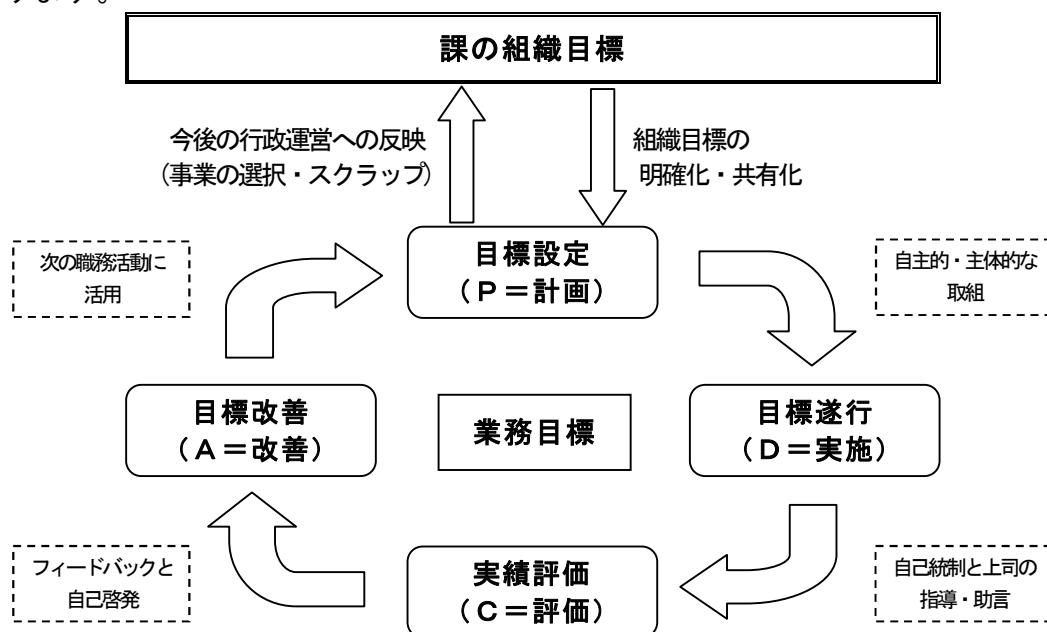 課の組織目標
今後の行政運営への反映
（事業の選択・スクラップ）
組織目標の
明確化・共有化
目標設定
（Ｐ＝計画）
次の職務活動に
活用
自主的・主体的な
取組
目標改善
（Ａ＝改善）
業務目標
目標遂行
（Ｄ＝実施）
フィードバックと
自己啓発
実績評価
（Ｃ＝評価）
自己統制と上司の
指導・助言